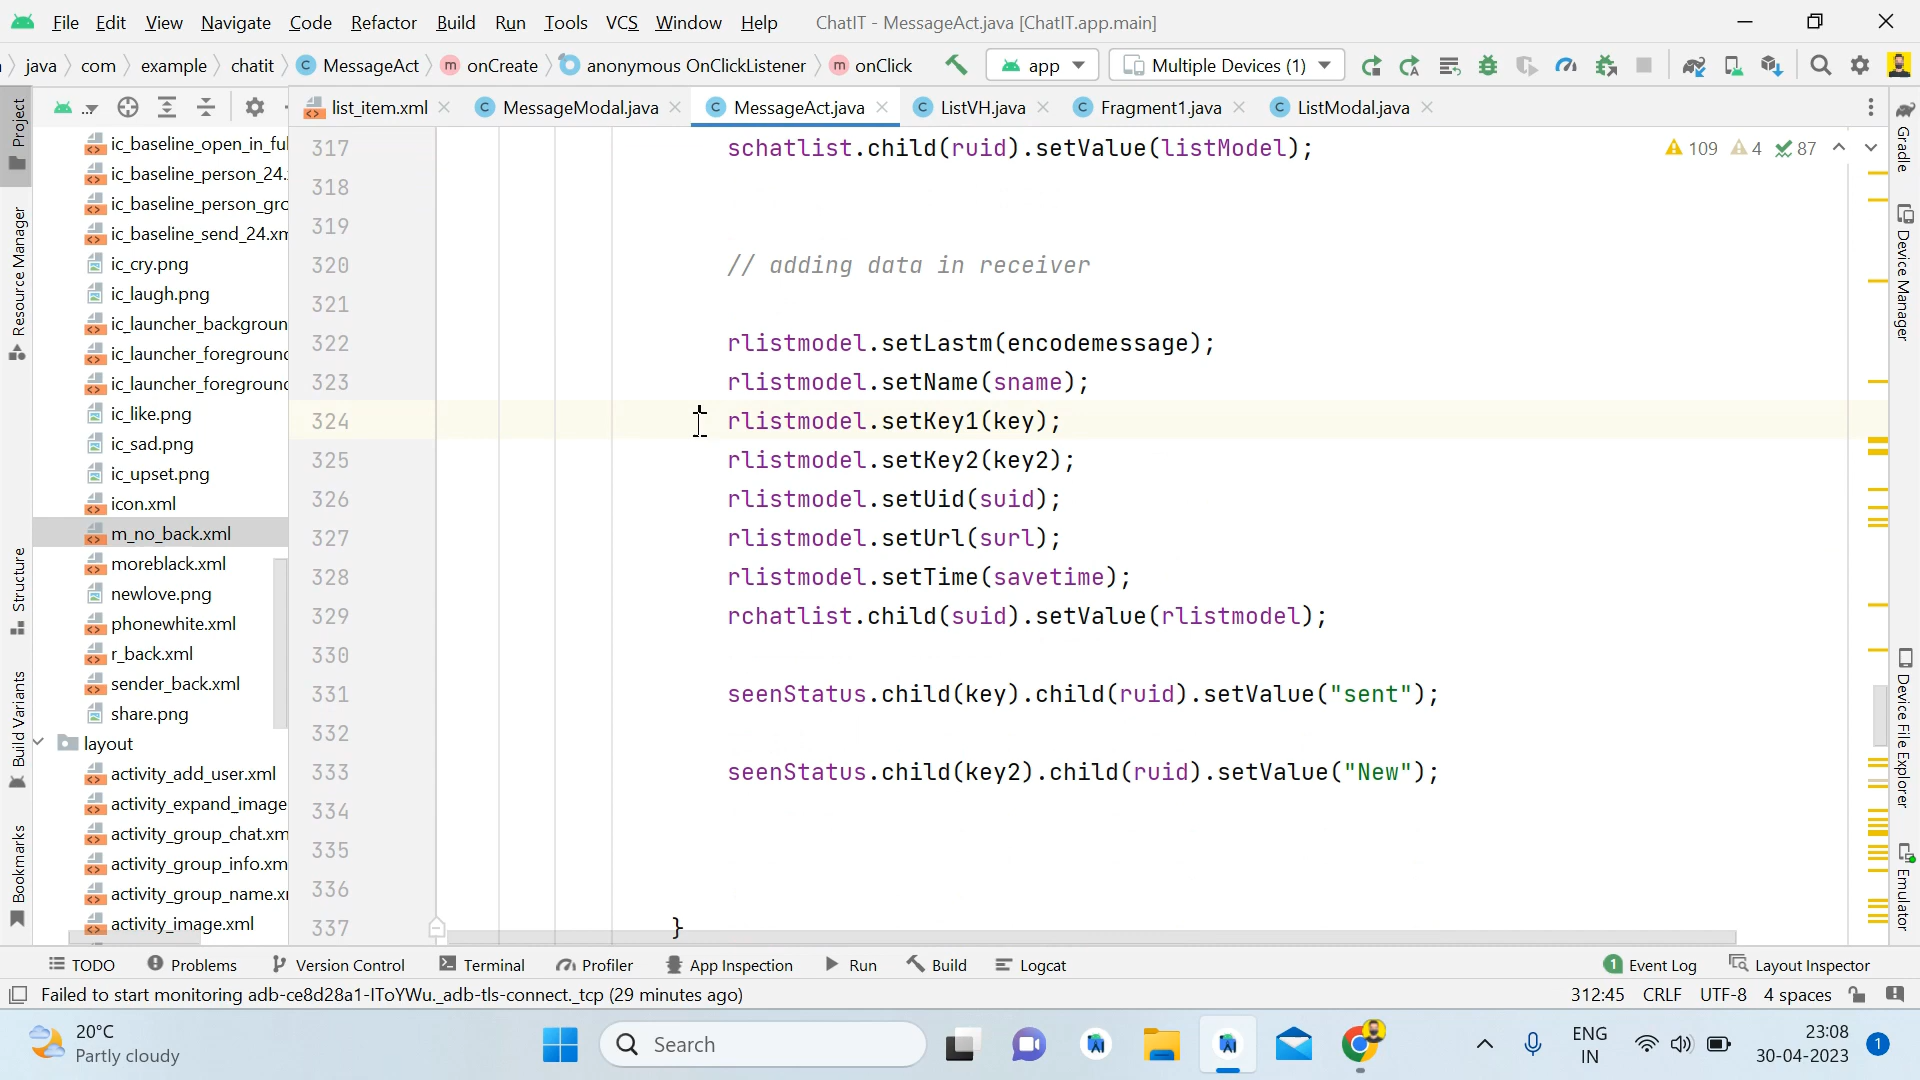 File Edit View Navigate Code Refactor Build Run Tools VCS Window Help ChatIT - MessageAct.java [ChatIT.app.main]
java com example chatit MessageAct onCreate anonymous OnClickListener onClick app Multiple Devices (1)
list_item.xml MessageModal.java MessageAct.java ListVH.java Fragment1.java ListModal.java
Project
Resource Manager
Structure
Build Variants
Bookmarks
ic_baseline_open_in_ful
ic_baseline_person_24.
ic_baseline_person_gro
ic_baseline_send_24.xm
ic_cry.png
ic_laugh.png
ic_launcher_backgroun
ic_launcher_foreground
ic_launcher_foreground
ic_like.png
ic_sad.png
ic_upset.png
icon.xml
m_no_back.xml
moreblack.xml
newlove.png
phonewhite.xml
r_back.xml
sender_back.xml
share.png
layout
activity_add_user.xml
activity_expand_image
activity_group_chat.xm
activity_group_info.xm
activity_group_name.x
activity_image.xml
109 4 87
317 schatlist.child(ruid).setValue(listModel);
318
319
320 // adding data in receiver
321
322 rlistmodel.setLastm(encodemessage);
323 rlistmodel.setName(sname);
324 rlistmodel.setKey1(key);
325 rlistmodel.setKey2(key2);
326 rlistmodel.setUid(suid);
327 rlistmodel.setUrl(surl);
328 rlistmodel.setTime(savetime);
329 rchatlist.child(suid).setValue(rlistmodel);
330
331 seenStatus.child(key).child(ruid).setValue("sent");
332
333 seenStatus.child(key2).child(ruid).setValue("New");
334
335
336
337 }
Gradle
Device Manager
Device File Explorer
Emulator
TODO Problems Version Control Terminal Profiler App Inspection Run Build Logcat 1 Event Log Layout Inspector
Failed to start monitoring adb-ce8d28a1-IToYWu._adb-tls-connect._tcp (29 minutes ago) 312:45 CRLF UTF-8 4 spaces
20°C
Partly cloudy
Search
ENG
IN
23:08
30-04-2023
1